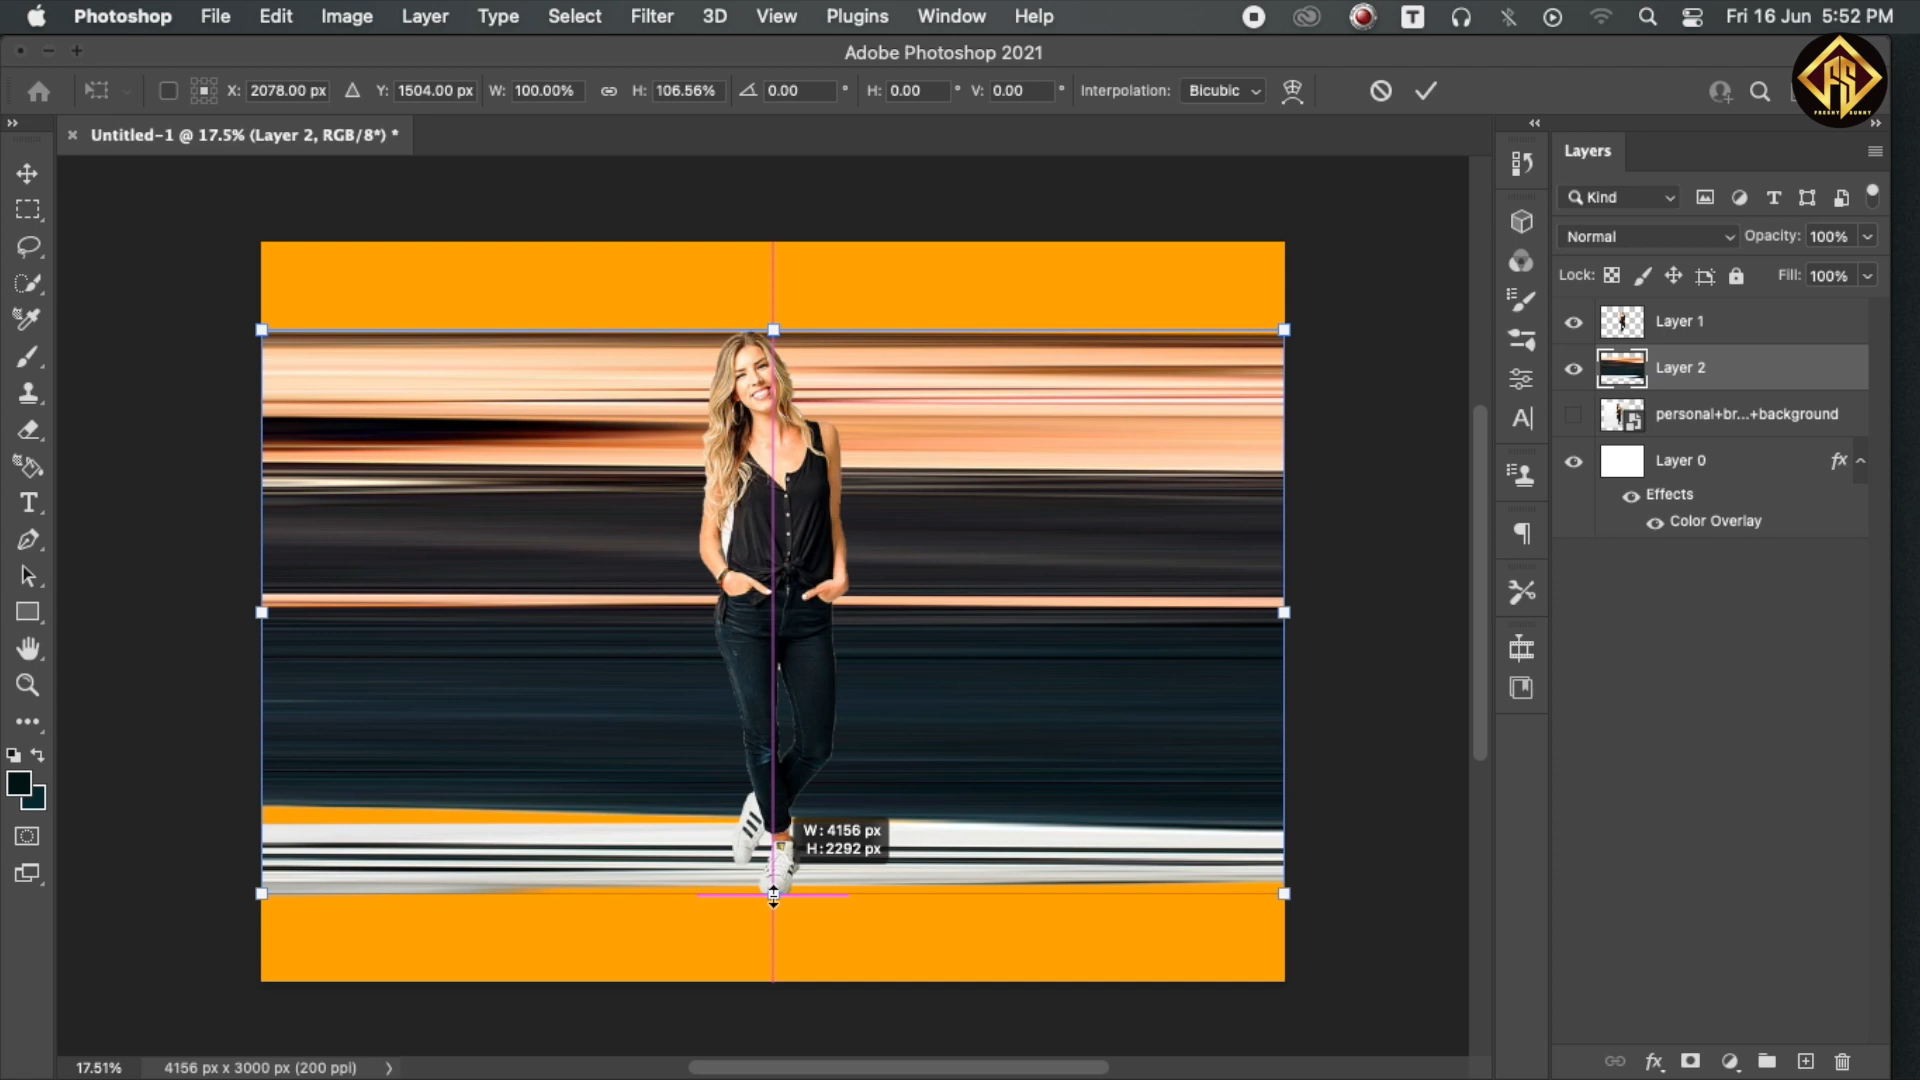 Photoshop File Edit Image Layer Type Select Filter 3D View Plugins Window Help Fri 16 Jun 5:52 PM
Adobe Photoshop 2021
X: 2078.00 px Y: 1504.00 px W: 100.00% H: 106.56% 0.00 ° H: 0.00 ° V: 0.00 ° Interpolation: Bicubic
FS
FRESHY SUNNY
× Untitled-1 @ 17.5% (Layer 2, RGB/8*) *
Layers
Kind
Normal Opacity: 100%
Lock: Fill: 100%
Layer 1
Layer 2
personal+br...+background
Layer 0 fx
Effects
Color Overlay
W: 4156 px
H: 2292 px
17.51% 4156 px x 3000 px (200 ppi)